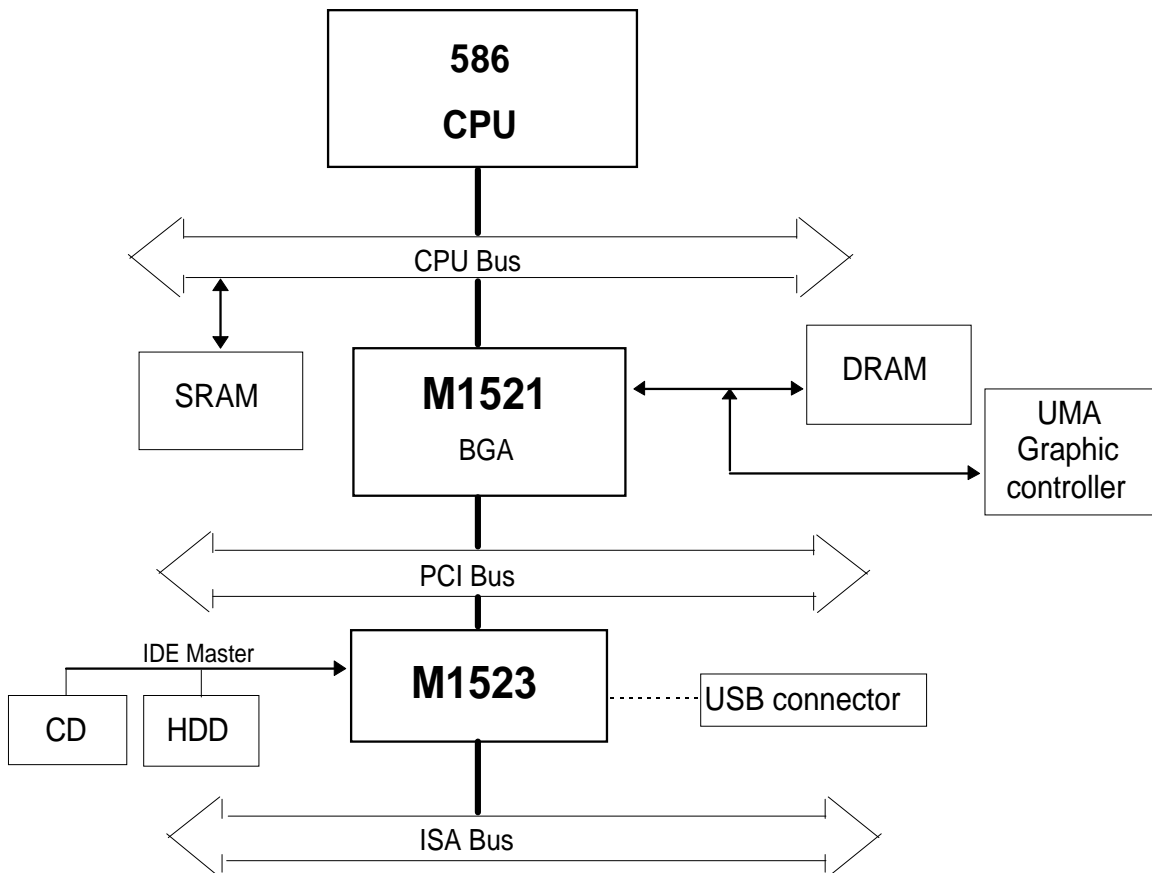 586
CPU
CPU Bus
SRAM
M1521
BGA
DRAM
UMA
Graphic
controller
PCI Bus
IDE Master
M1523
CD
HDD
USB connector
ISA Bus